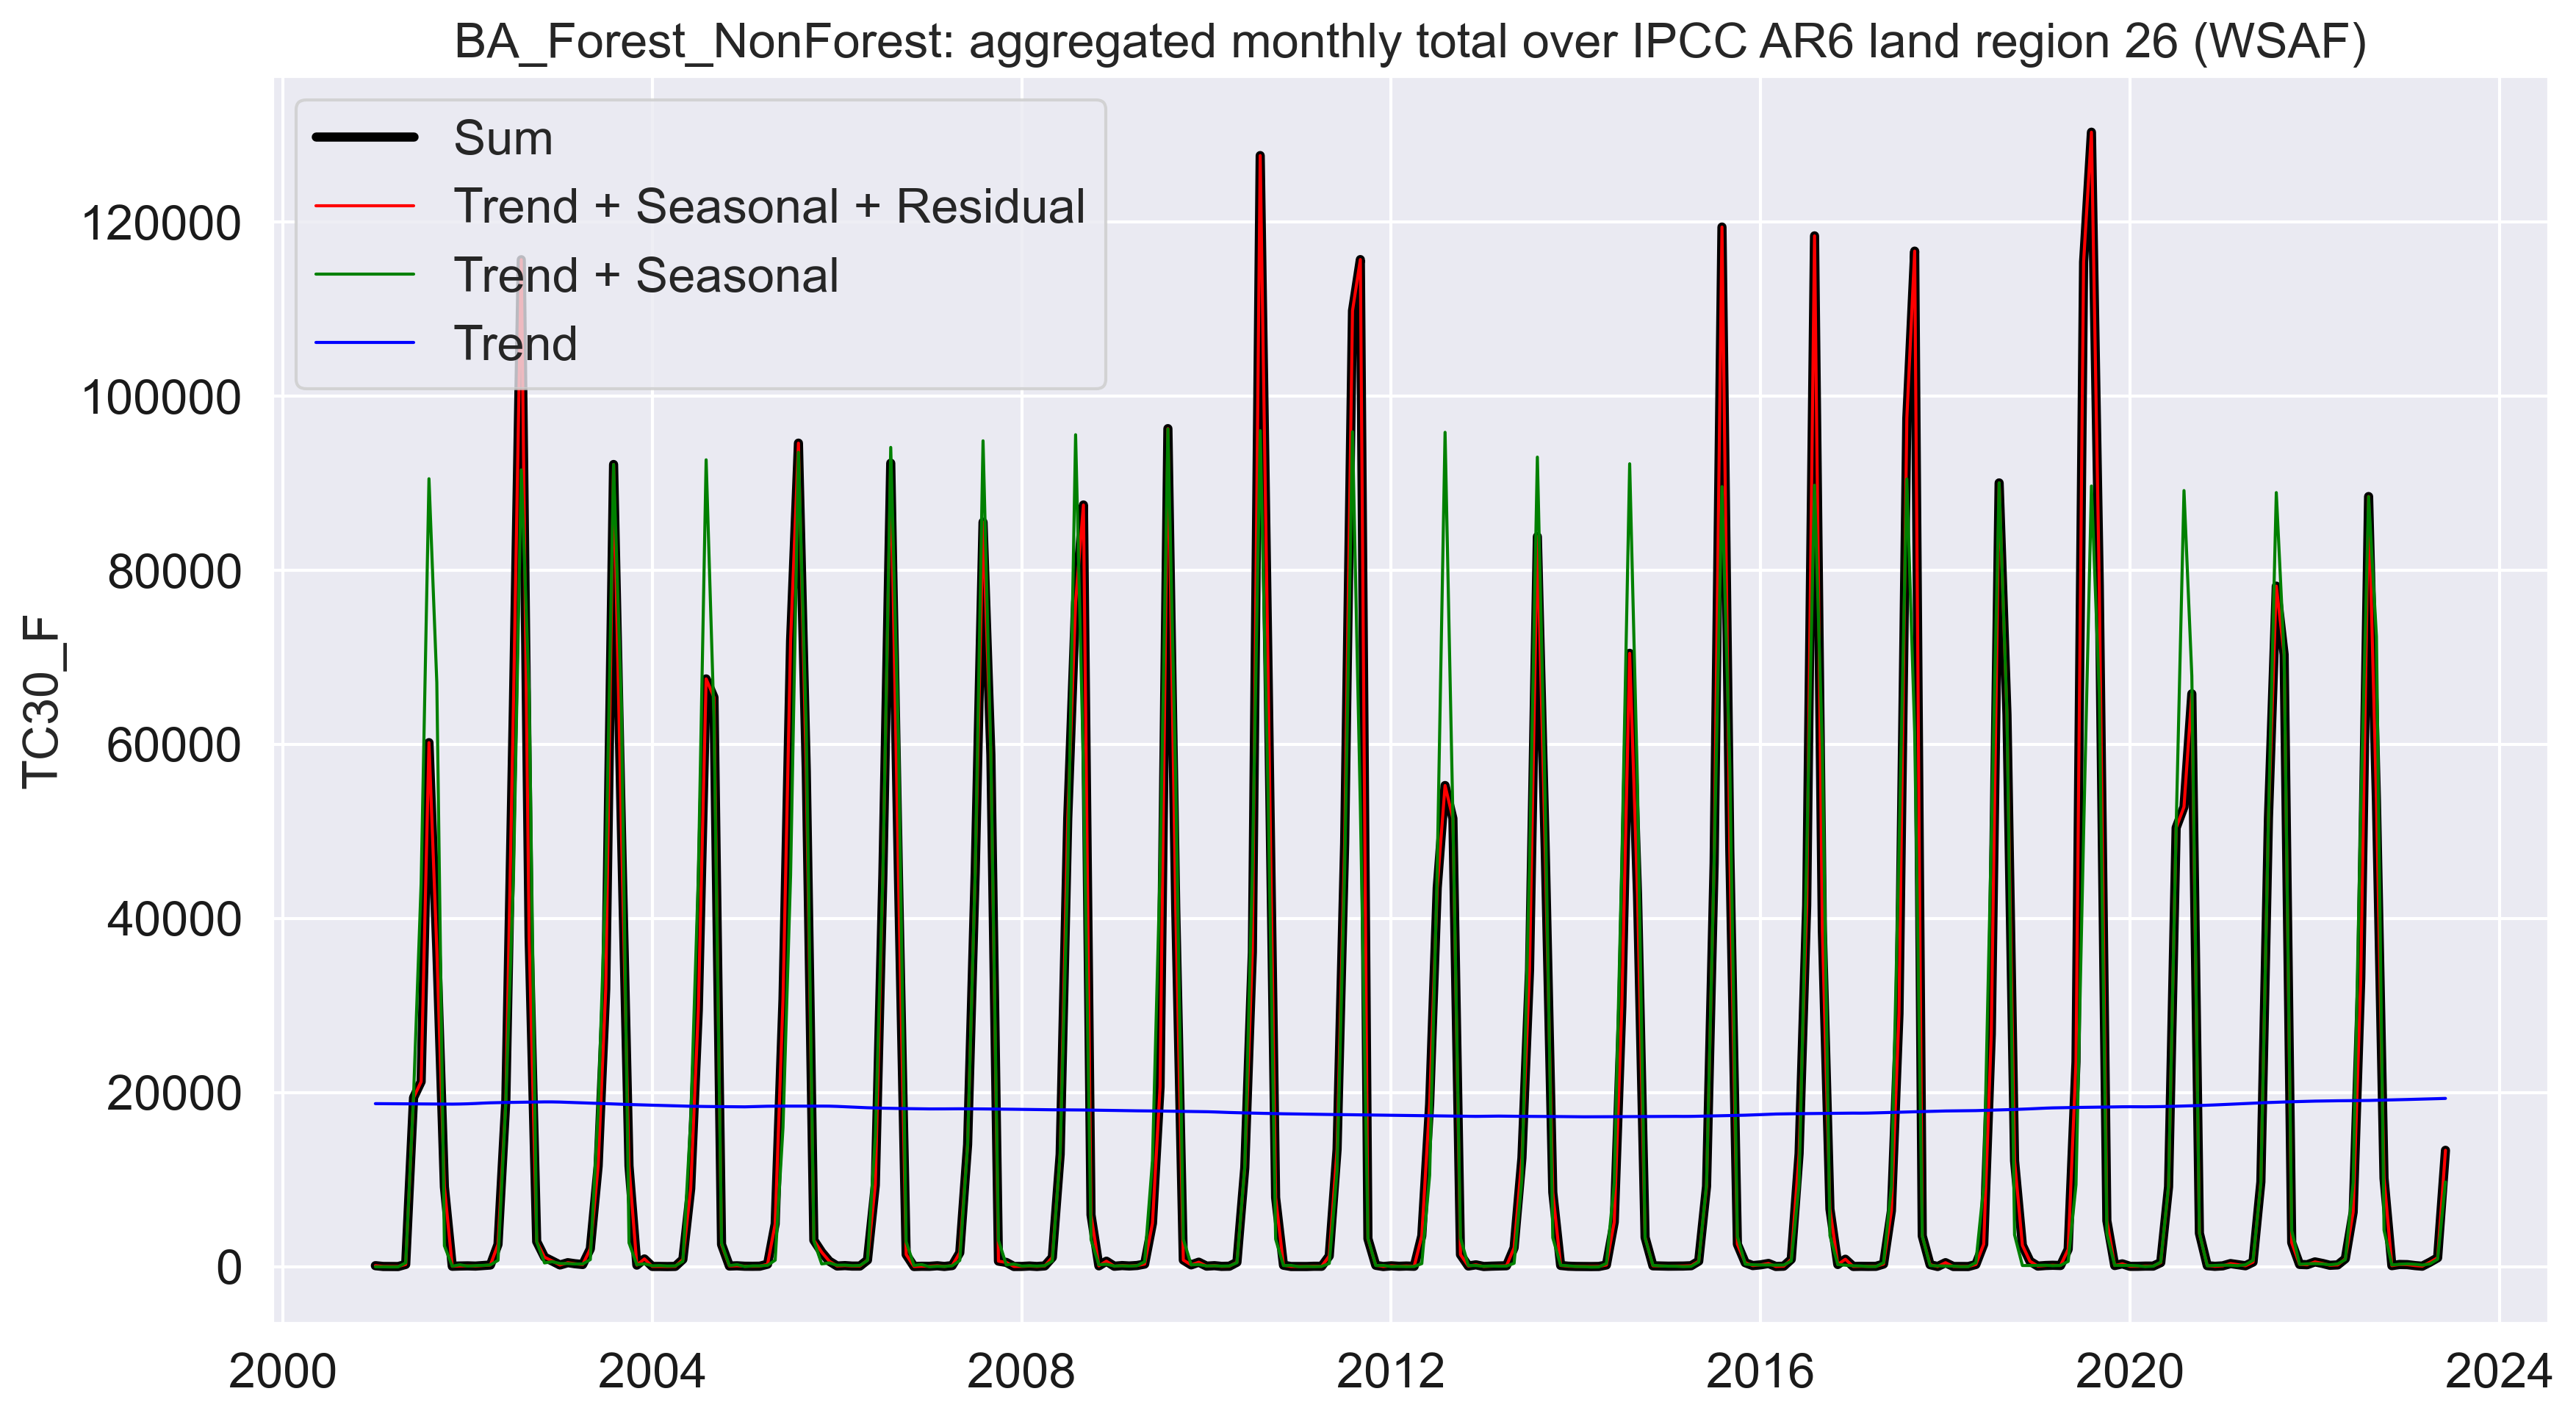 BA_Forest_NonForest: aggregated monthly total over IPCC AR6 land region 26 (WSAF)
Sum
Trend + Seasonal + Residual
Trend + Seasonal
Trend
TC30_F
120000
100000
80000
60000
40000
20000
0
2000
2004
2008
2012
2016
2020
2024